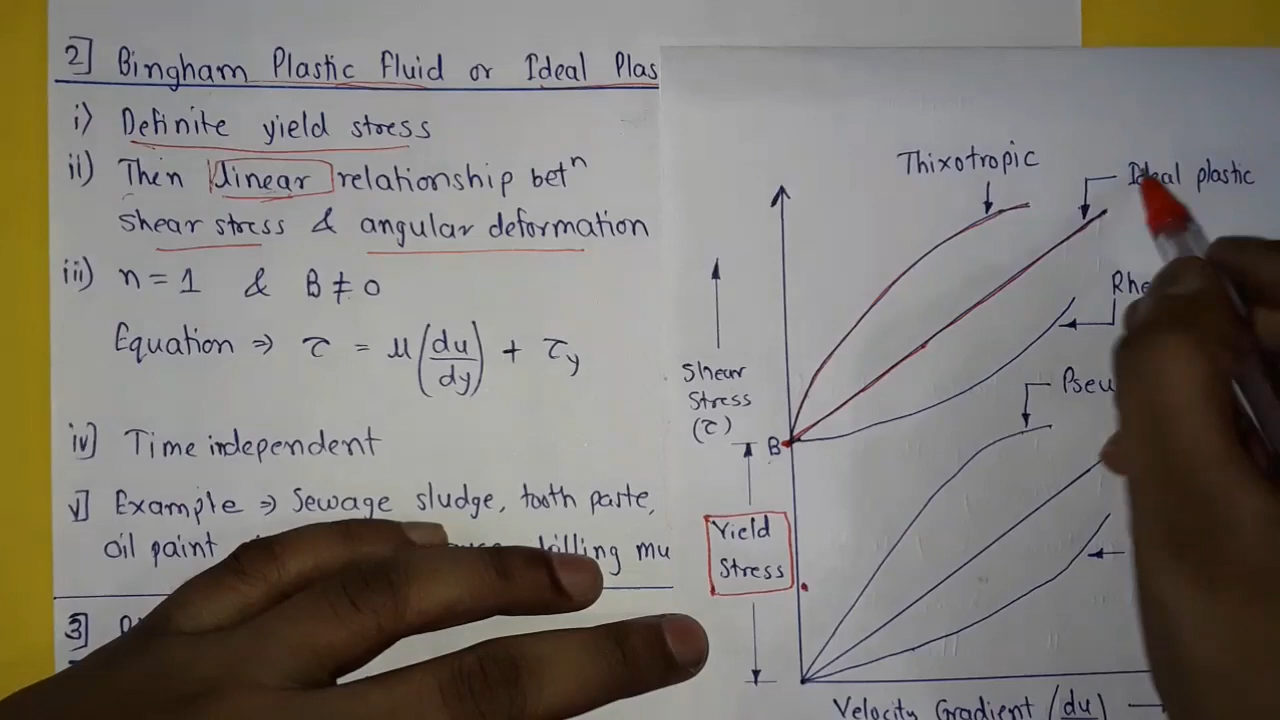 2] Bingham Plastic Fluid or Ideal Plas
i) Definite yield stress
ii) Then linear relationship betⁿ
shear stress & angular deformation
iii) n = 1 & B ≠ 0
Equation ⇒ τ = μ(du/dy) + τy
iv) Time independent
v] Example ⇒ Sewage sludge, tooth paste,
Oil paint
3]
Thixotropic
Ideal plastic
Rhe
Shear
Stress
(τ)
B
Pseu
Yield
Stress
Velocity Gradient (du